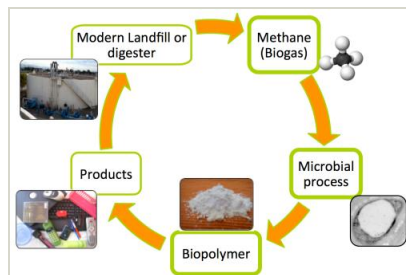 Modern Landfill or
digester
Methane
(Biogas)
Microbial
process
Biopolymer
Products